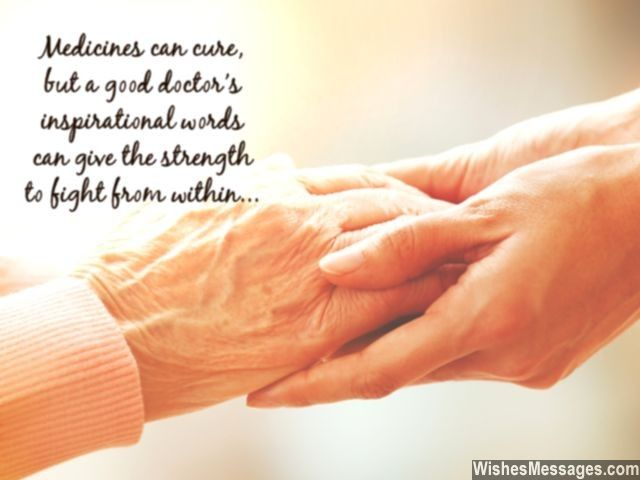 Medicines can cure,
but a good doctor's
inspirational words
can give the strength
to fight from within...
WishesMessages.com